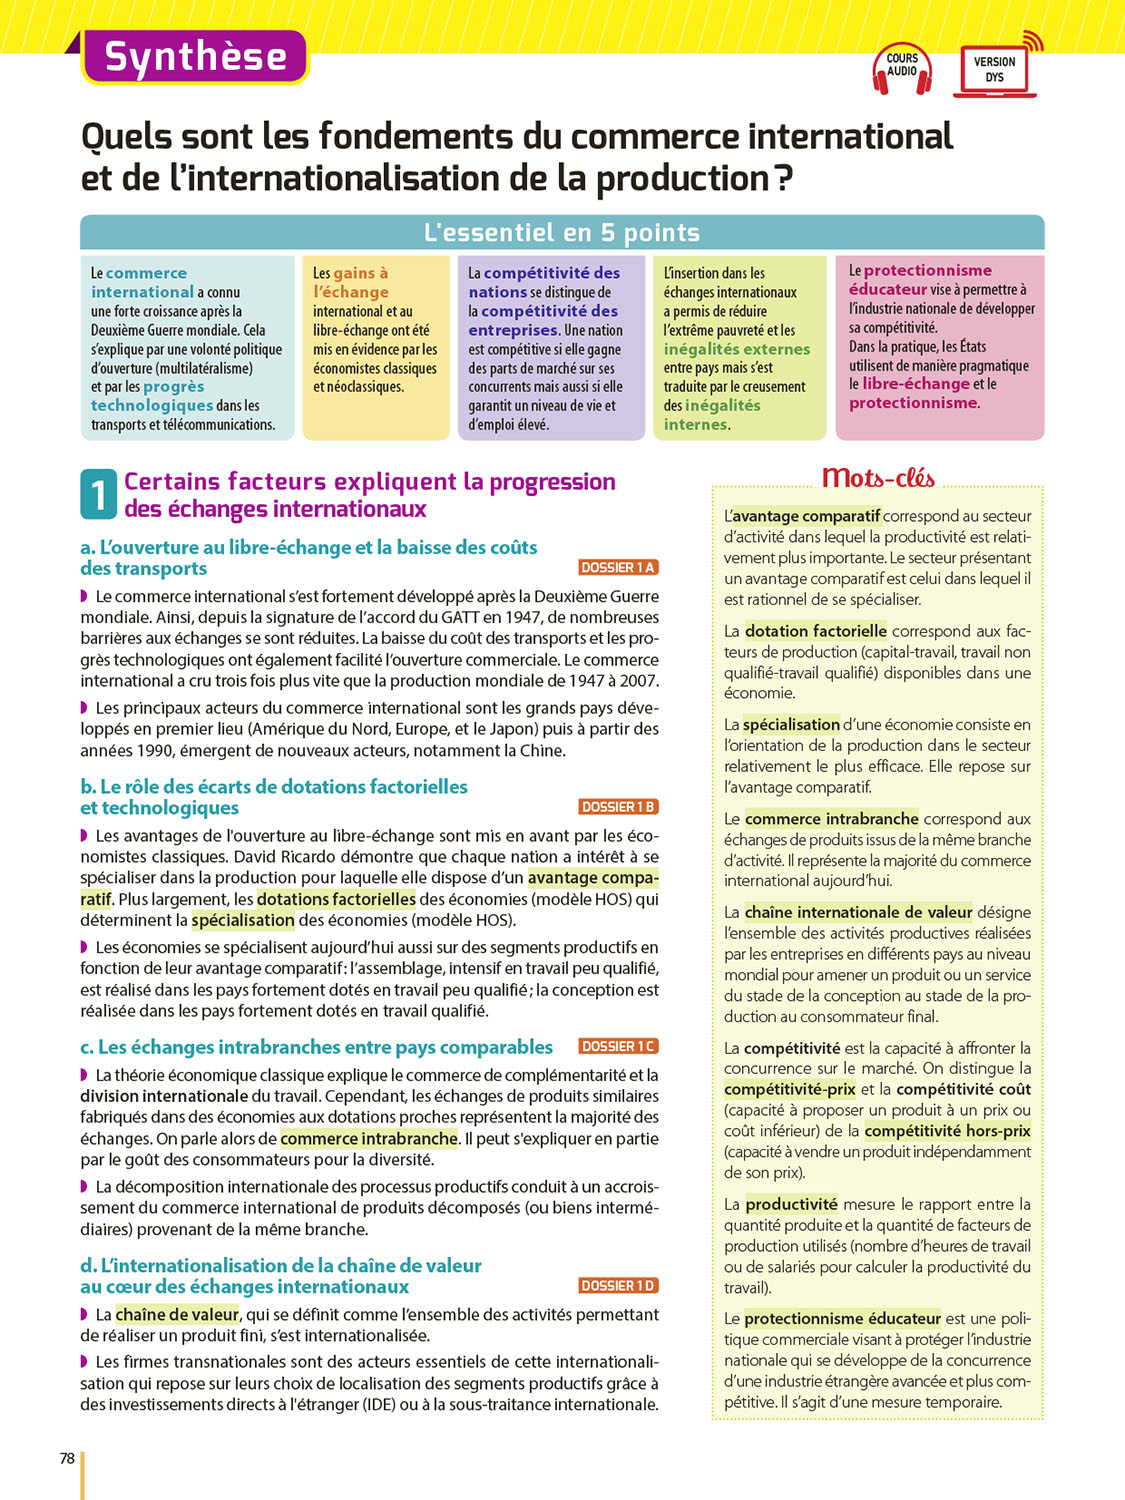 Synthèse
COURS
AUDIO
VERSION
DYS
Quels sont les fondements du commerce international
et de l'internationalisation de la production ?
L'essentiel en 5 points
Le commerce
international a connu
une forte croissance après la
Deuxième Guerre mondiale. Cela
s'explique par une volonté politique
d'ouverture (multilatéralisme)
et par les progrès
technologiques dans les
transports et télécommunications.
Les gains à
l'échange
international et au
libre-échange ont été
mis en évidence par les
économistes classiques
et néoclassiques.
La compétitivité des
nations se distingue de
la compétitivité des
entreprises. Une nation
est compétitive si elle gagne
des parts de marché sur ses
concurrents mais aussi si elle
garantit un niveau de vie et
d'emploi élevé.
L'insertion dans les
échanges internationaux
a permis de réduire
l'extrême pauvreté et les
inégalités externes
entre pays mais s'est
traduite par le creusement
des inégalités
internes.
Le protectionnisme
éducateur vise à permettre à
l'industrie nationale de développer
sa compétitivité.
Dans la pratique, les États
utilisent de manière pragmatique
le libre-échange et le
protectionnisme.
1 Certains facteurs expliquent la progression
des échanges internationaux
a. L'ouverture au libre-échange et la baisse des coûts
des transports DOSSIER 1 A
Le commerce international s'est fortement développé après la Deuxième Guerre
mondiale. Ainsi, depuis la signature de l'accord du GATT en 1947, de nombreuses
barrières aux échanges se sont réduites. La baisse du coût des transports et les pro-
grès technologiques ont également facilité l'ouverture commerciale. Le commerce
international a cru trois fois plus vite que la production mondiale de 1947 à 2007.
Les principaux acteurs du commerce international sont les grands pays déve-
loppés en premier lieu (Amérique du Nord, Europe, et le Japon) puis à partir des
années 1990, émergent de nouveaux acteurs, notamment la Chine.
b. Le rôle des écarts de dotations factorielles
et technologiques DOSSIER 1 B
Les avantages de l'ouverture au libre-échange sont mis en avant par les éco-
nomistes classiques. David Ricardo démontre que chaque nation a intérêt à se
spécialiser dans la production pour laquelle elle dispose d'un avantage compa-
ratif. Plus largement, les dotations factorielles des économies (modèle HOS) qui
déterminent la spécialisation des économies (modèle HOS).
Les économies se spécialisent aujourd'hui aussi sur des segments productifs en
fonction de leur avantage comparatif : l'assemblage, intensif en travail peu qualifié,
est réalisé dans les pays fortement dotés en travail peu qualifié ; la conception est
réalisée dans les pays fortement dotés en travail qualifié.
c. Les échanges intrabranches entre pays comparables DOSSIER 1 C
La théorie économique classique explique le commerce de complémentarité et la
division internationale du travail. Cependant, les échanges de produits similaires
fabriqués dans des économies aux dotations proches représentent la majorité des
échanges. On parle alors de commerce intrabranche. Il peut s'expliquer en partie
par le goût des consommateurs pour la diversité.
La décomposition internationale des processus productifs conduit à un accrois-
sement du commerce international de produits décomposés (ou biens intermé-
diaires) provenant de la même branche.
d. L'internationalisation de la chaîne de valeur
au cœur des échanges internationaux DOSSIER 1 D
La chaîne de valeur, qui se définit comme l'ensemble des activités permettant
de réaliser un produit fini, s'est internationalisée.
Les firmes transnationales sont des acteurs essentiels de cette internationali-
sation qui repose sur leurs choix de localisation des segments productifs grâce à
des investissements directs à l'étranger (IDE) ou à la sous-traitance internationale.
Mots-clés
L'avantage comparatif correspond au secteur
d'activité dans lequel la productivité est relati-
vement plus importante. Le secteur présentant
un avantage comparatif est celui dans lequel il
est rationnel de se spécialiser.
La dotation factorielle correspond aux fac-
teurs de production (capital-travail, travail non
qualifié-travail qualifié) disponibles dans une
économie.
La spécialisation d'une économie consiste en
l'orientation de la production dans le secteur
relativement le plus efficace. Elle repose sur
l'avantage comparatif.
Le commerce intrabranche correspond aux
échanges de produits issus de la même branche
d'activité. Il représente la majorité du commerce
international aujourd'hui.
La chaîne internationale de valeur désigne
l'ensemble des activités productives réalisées
par les entreprises en différents pays au niveau
mondial pour amener un produit ou un service
du stade de la conception au stade de la pro-
duction au consommateur final.
La compétitivité est la capacité à affronter la
concurrence sur le marché. On distingue la
compétitivité-prix et la compétitivité coût
(capacité à proposer un produit à un prix ou
coût inférieur) de la compétitivité hors-prix
(capacité à vendre un produit indépendamment
de son prix).
La productivité mesure le rapport entre la
quantité produite et la quantité de facteurs de
production utilisés (nombre d'heures de travail
ou de salariés pour calculer la productivité du
travail).
Le protectionnisme éducateur est une poli-
tique commerciale visant à protéger l'industrie
nationale qui se développe de la concurrence
d'une industrie étrangère avancée et plus com-
pétitive. Il s'agit d'une mesure temporaire.
78